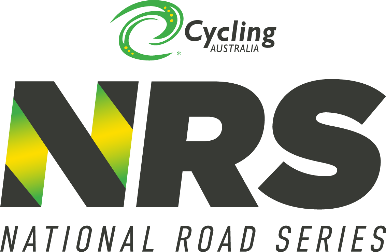 Cycling
AUSTRALIA
NRS
NATIONAL ROAD SERIES